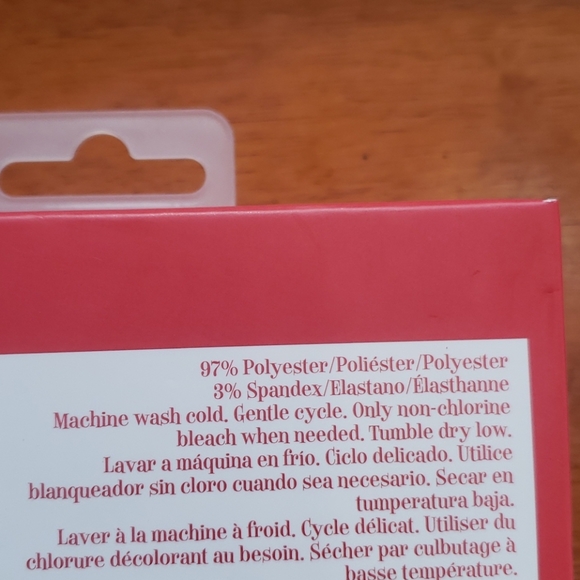 97% Polyester/Poliéster/Polyester
3% Spandex/Elastano/Élasthanne
Machine wash cold. Gentle cycle. Only non-chlorine
bleach when needed. Tumble dry low.
Lavar a máquina en frío. Ciclo delicado. Utilice
blanqueador sin cloro cuando sea necesario. Secar en
tumperatura baja.
Laver à la machine à froid. Cycle délicat. Utiliser du
chlorure décolorant au besoin. Sécher par culbutage à
basse température.